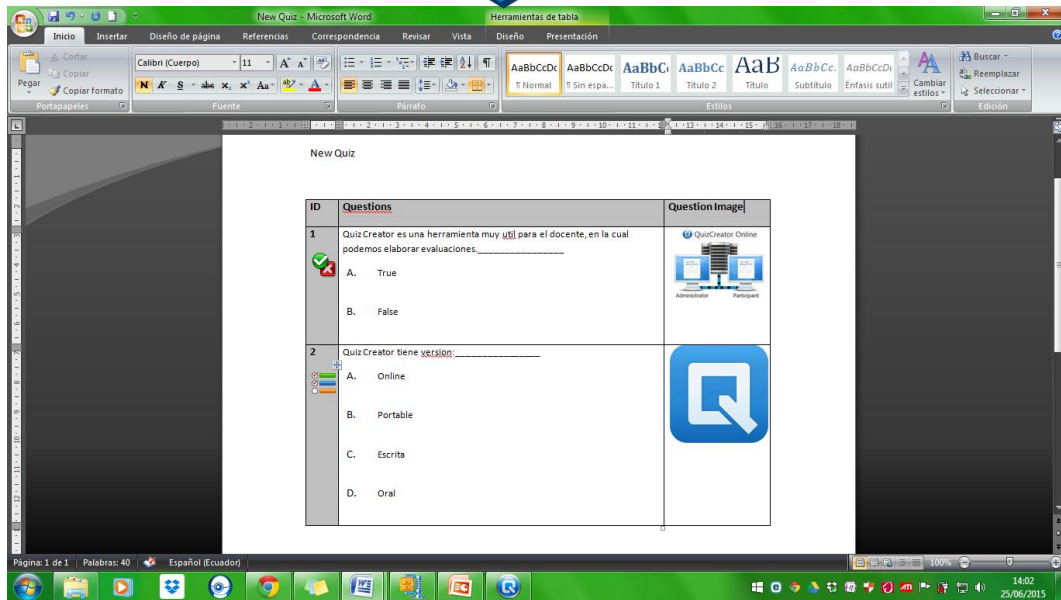 New Quiz - Microsoft Word
Herramientas de tabla
Inicio Insertar Diseño de página Referencias Correspondencia Revisar Vista Diseño Presentación
Pegar
Cortar
Copiar
Copiar formato
Portapapeles
Calibri (Cuerpo) 11
N K S abe x₂ x² Aa
Fuente
Párrafo
AaBbCcDc AaBbCcDc AaBbC AaBbCc AaB AaBbCc. AaBbCcDi
¶ Normal ¶ Sin espa... Título 1 Título 2 Título Subtítulo Énfasis sutil
Cambiar estilos
Estilos
Buscar
Reemplazar
Seleccionar
Edición
New Quiz
ID Questions Question Image
1 Quiz Creator es una herramienta muy util para el docente, en la cual
podemos elaborar evaluaciones.________________
A. True
B. False
QuizCreator Online
Administrator Participant
2 Quiz Creator tiene version:________________
A. Online
B. Portable
C. Escrita
D. Oral
Página: 1 de 1 Palabras: 40 Español (Ecuador) 100%
14:02
25/06/2015